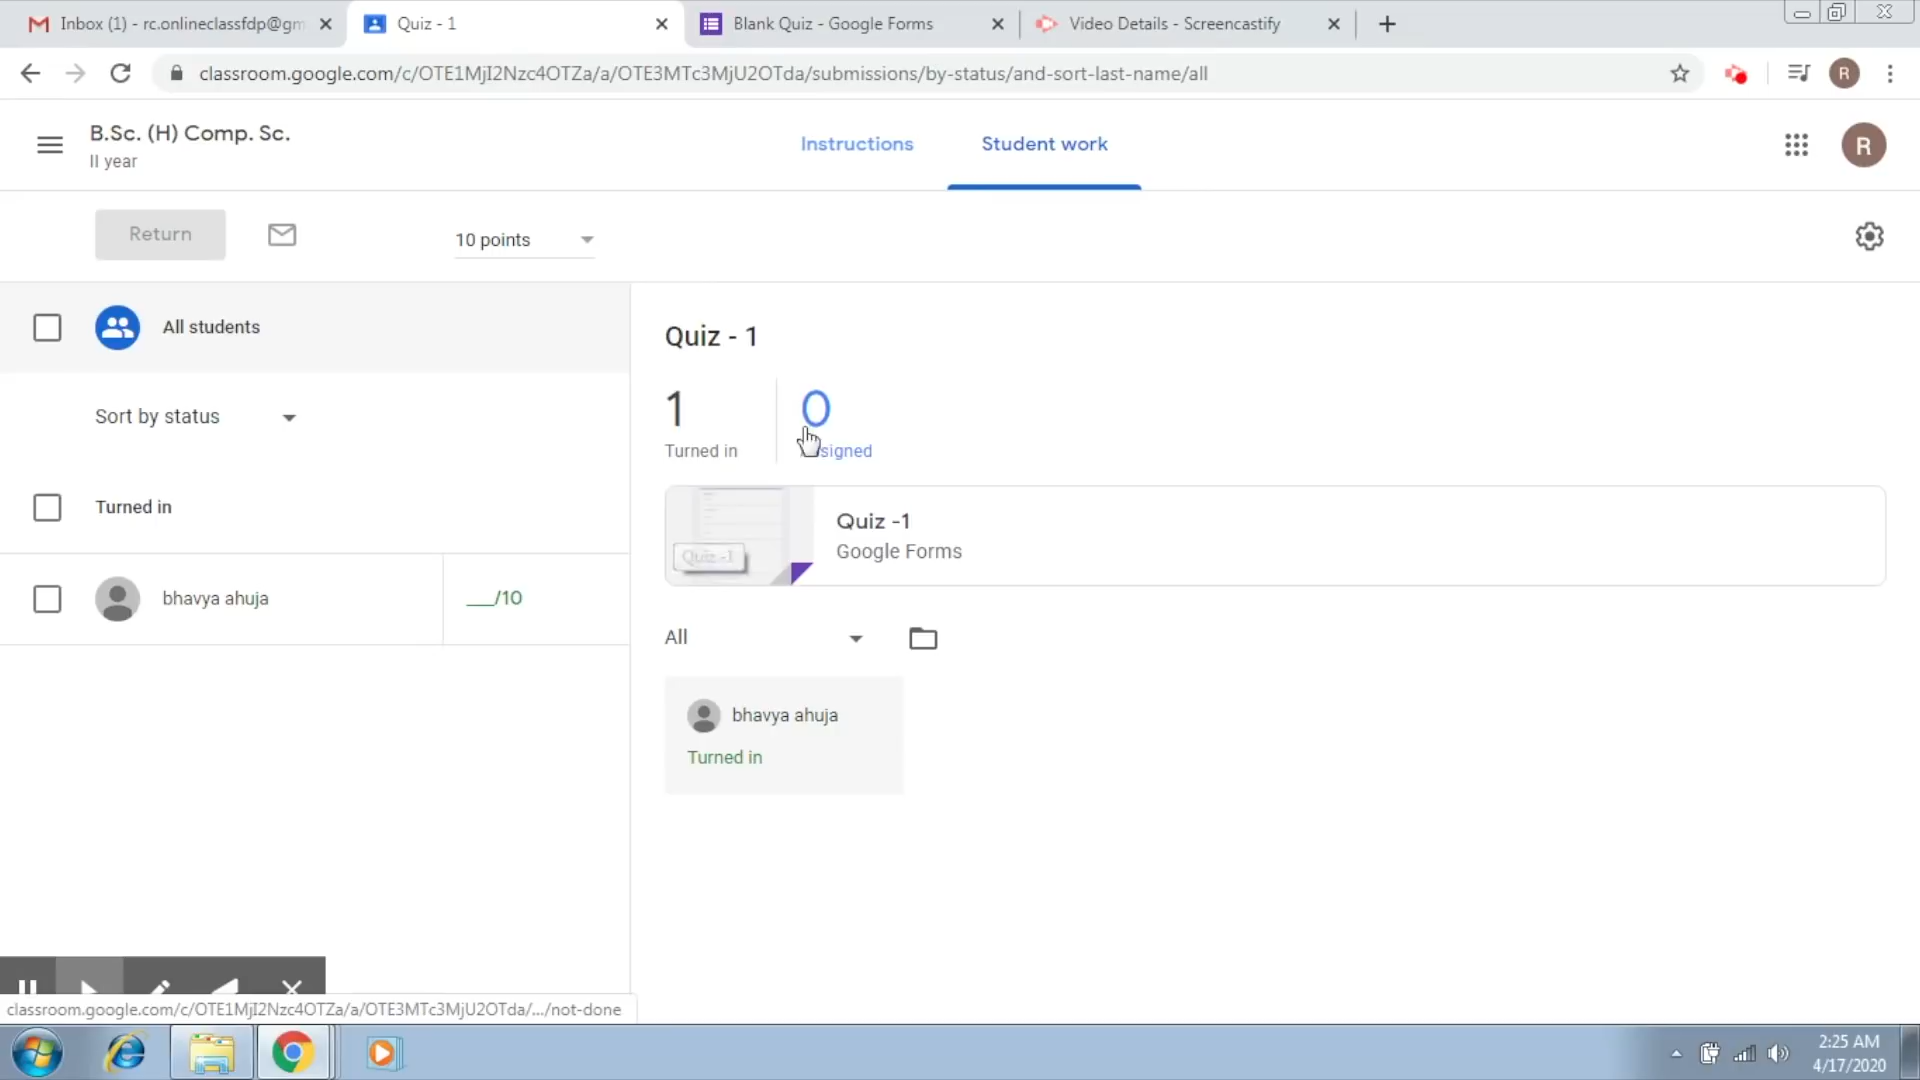 Inbox (1) - rc.onlineclassfdp@gm
Quiz - 1
Blank Quiz - Google Forms
Video Details - Screencastify
classroom.google.com/c/OTE1MjI2Nzc4OTZa/a/OTE3MTc3MjU2OTda/submissions/by-status/and-sort-last-name/all
R
B.Sc. (H) Comp. Sc.
II year
Instructions
Student work
R
Return
10 points
All students
Sort by status
Turned in
bhavya ahuja
___/10
Quiz - 1
1
0
Turned in
signed
Quiz -1
Quiz -1
Google Forms
All
bhavya ahuja
Turned in
classroom.google.com/c/OTE1MjI2Nzc4OTZa/a/OTE3MTc3MjU2OTda/.../not-done
2:25 AM
4/17/2020